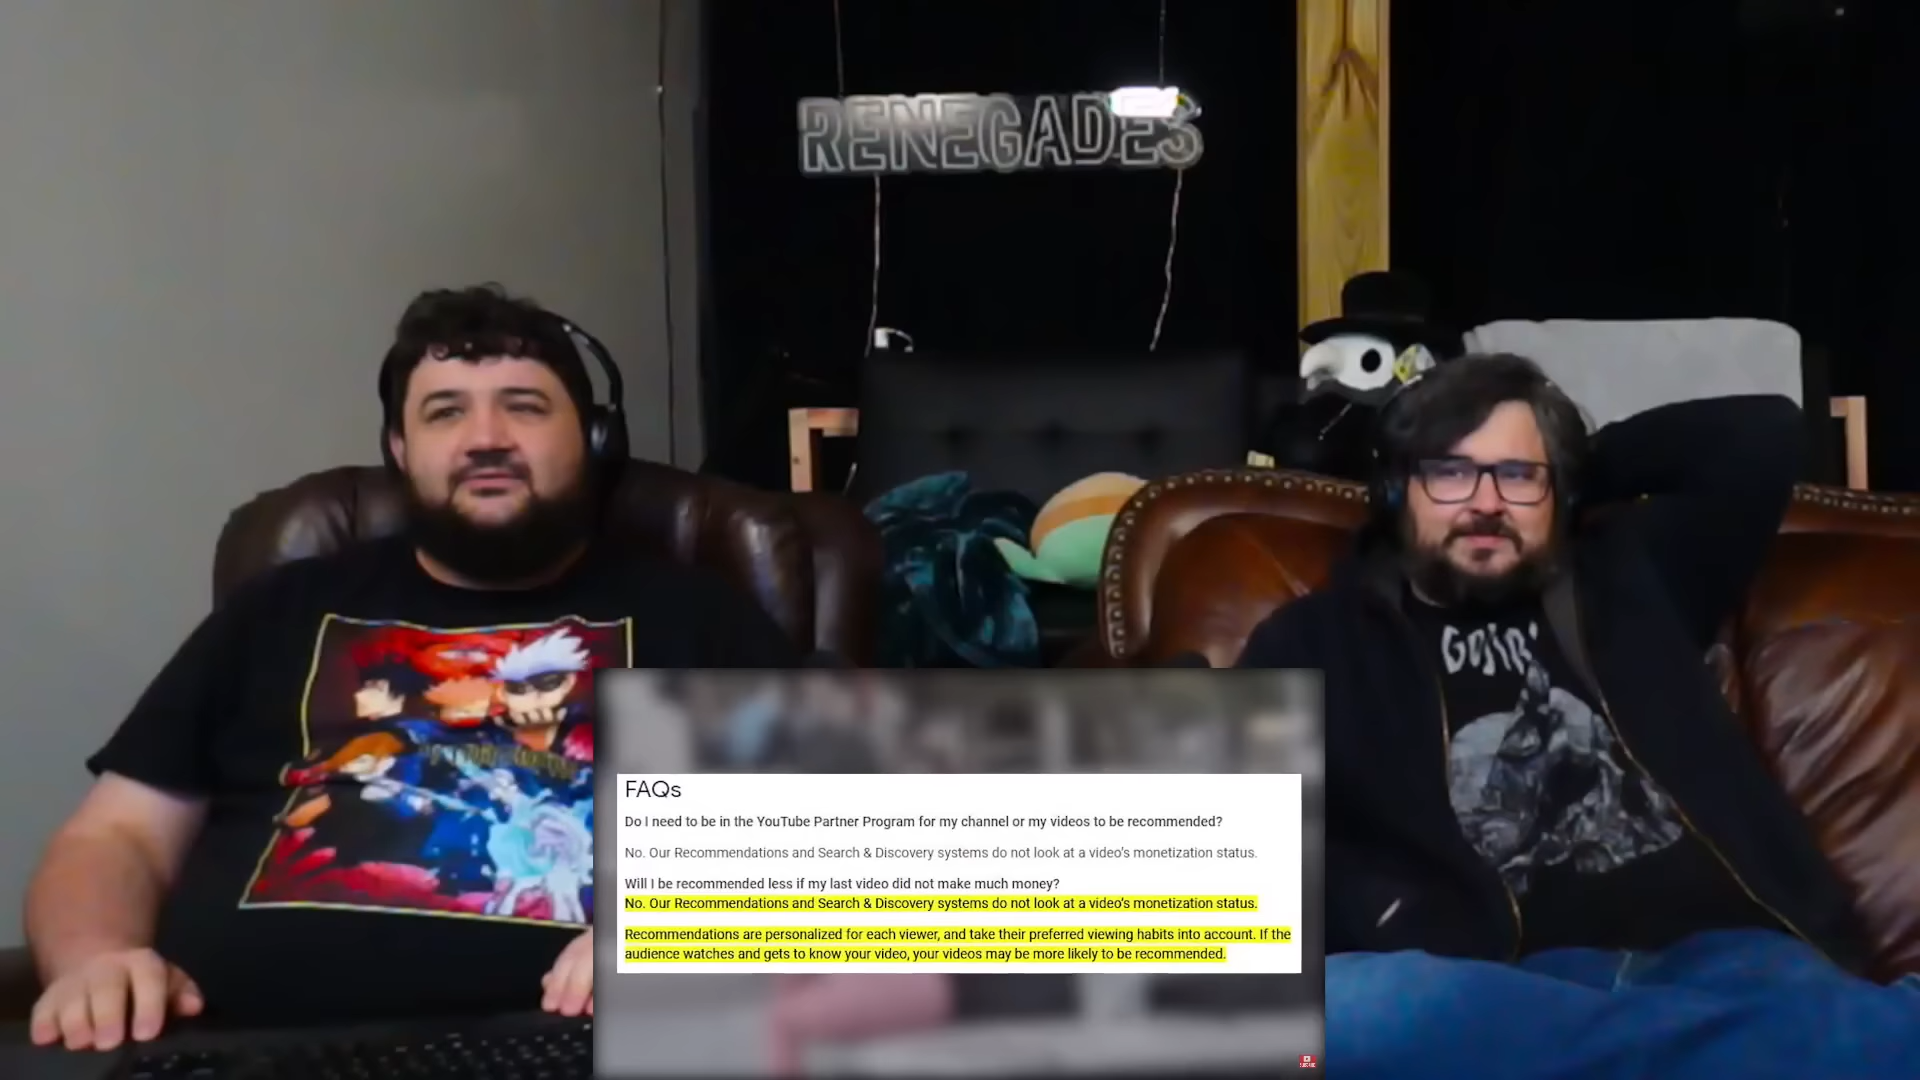 RENEGADES
FAQs
Do I need to be in the YouTube Partner Program for my channel or my videos to be recommended?
No. Our Recommendations and Search & Discovery systems do not look at a video's monetization status.
Will I be recommended less if my last video did not make much money?
No. Our Recommendations and Search & Discovery systems do not look at a video's monetization status.
Recommendations are personalized for each viewer, and take their preferred viewing habits into account. If the
audience watches and gets to know your video, your videos may be more likely to be recommended.